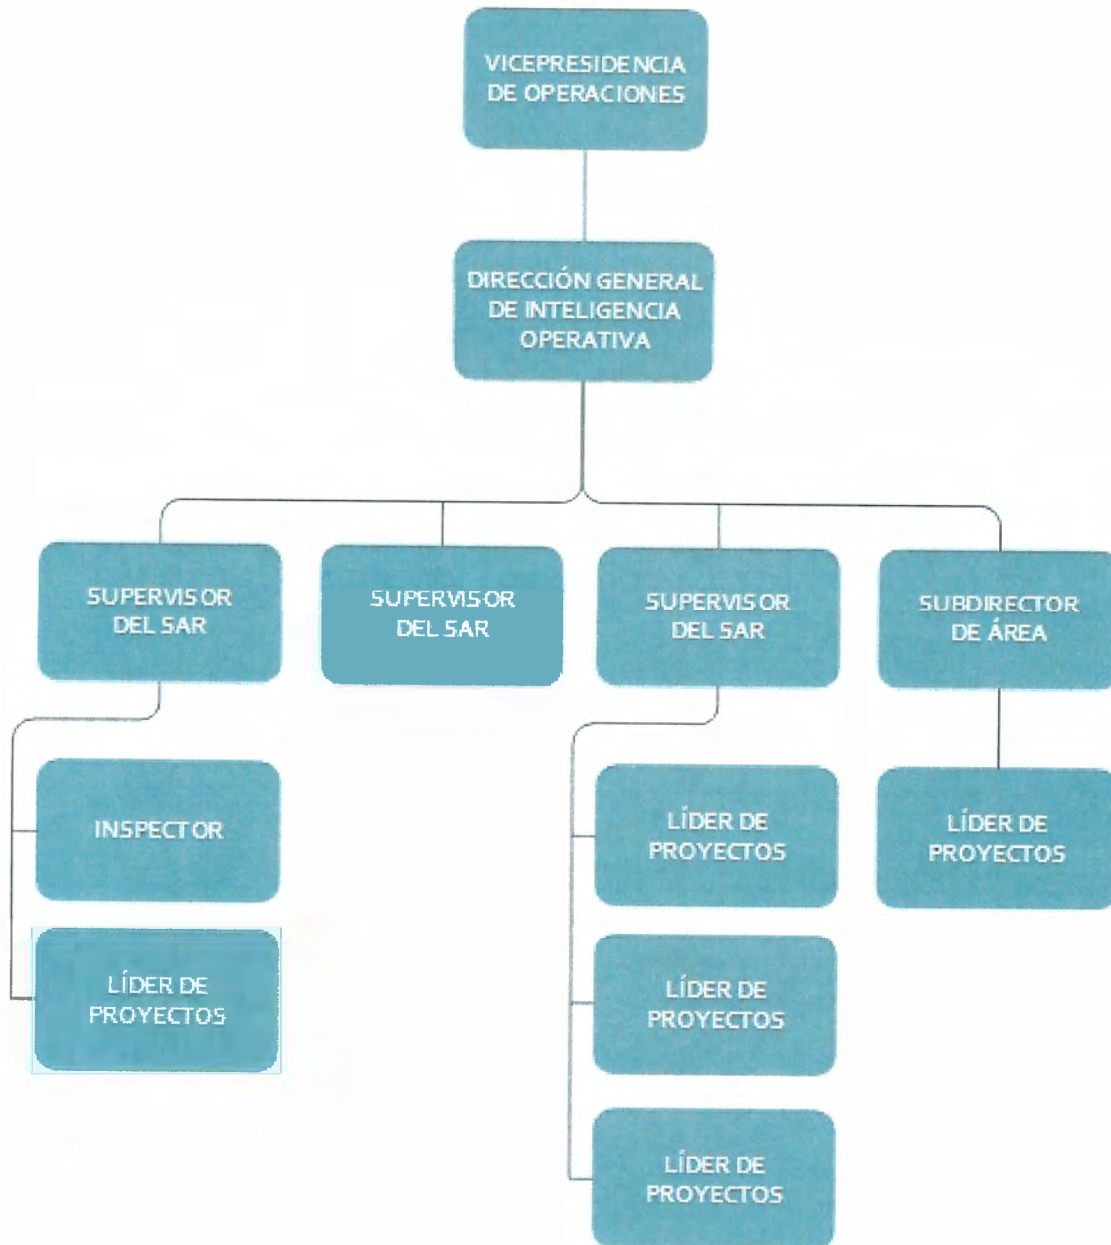 VICEPRESIDENCIA
DE OPERACIONES
DIRECCIÓN GENERAL
DE INTELIGENCIA
OPERATIVA
SUPERVISOR
DEL SAR
SUPERVISOR
DEL SAR
SUPERVISOR
DEL SAR
SUBDIRECTOR
DE ÁREA
INSPECTOR
LÍDER DE
PROYECTOS
LÍDER DE
PROYECTOS
LÍDER DE
PROYECTOS
LÍDER DE
PROYECTOS
LÍDER DE
PROYECTOS